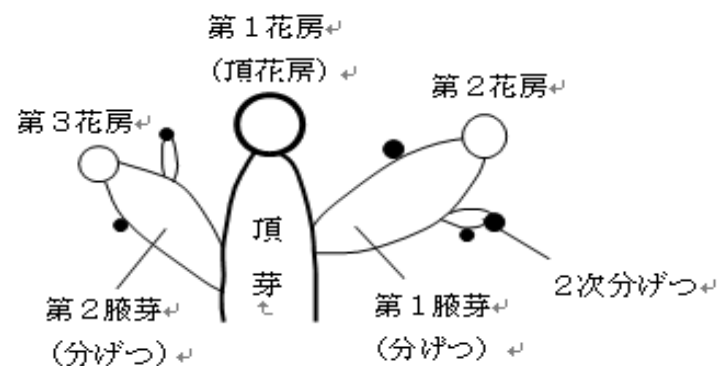 第１花房↵
（頂花房）↵
第２花房↵
第３花房↵
頂
芽
↵
２次分げつ↵
第２腋芽↵
（分げつ）↵
第１腋芽↵
（分げつ）↵